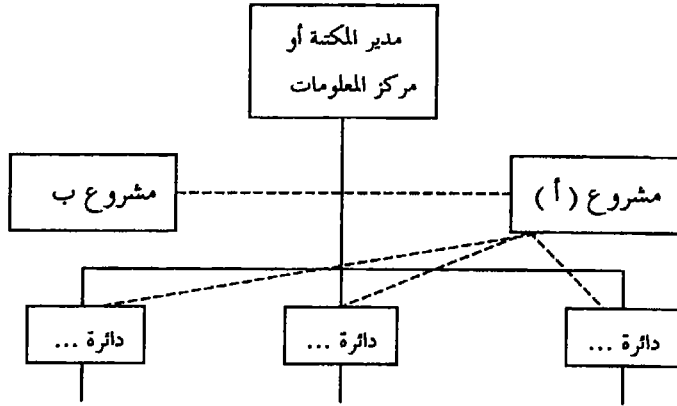 مدير المكتبة أو
مركز المعلومات
مشروع (أ)
مشروع ب
دائرة ...
دائرة ...
دائرة ...